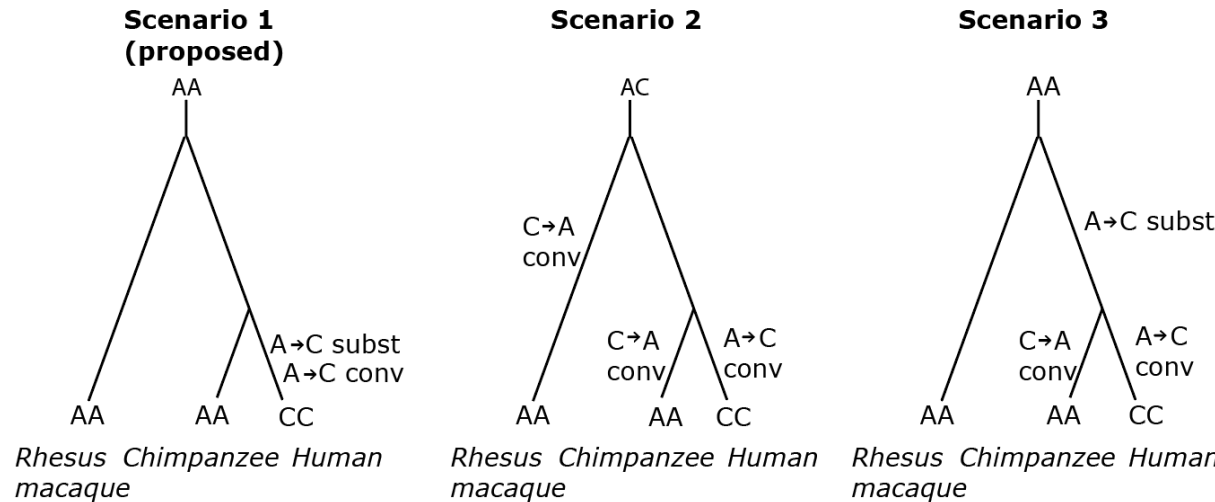 Scenario 1
(proposed)
AA
A→C subst
A→C conv
AA
AA
CC
Rhesus Chimpanzee Human
macaque
Scenario 2
AC
C→A
conv
C→A
conv
A→C
conv
AA
AA
CC
Rhesus Chimpanzee Human
macaque
Scenario 3
AA
A→C subst
C→A
conv
A→C
conv
AA
AA
CC
Rhesus Chimpanzee Human
macaque